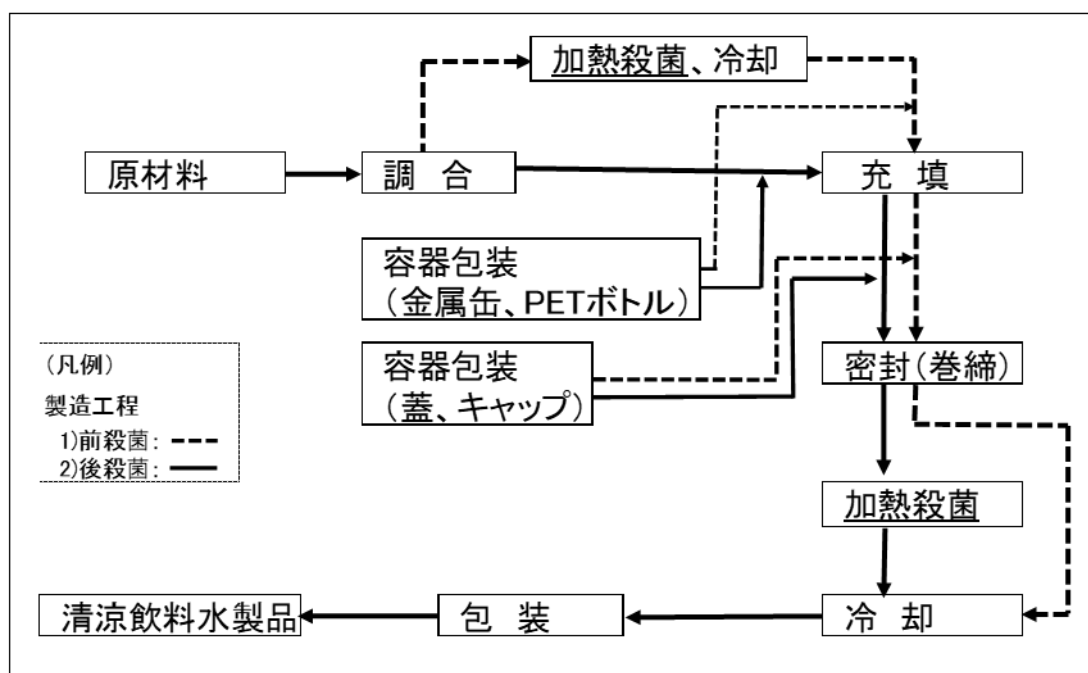 加熱殺菌、冷却
原材料
調 合
充 填
容器包装
(金属缶、PETボトル)
容器包装
(蓋、キャップ)
密封(巻締)
(凡例)
製造工程
1)前殺菌:
2)後殺菌:
加熱殺菌
清涼飲料水製品
包 装
冷 却